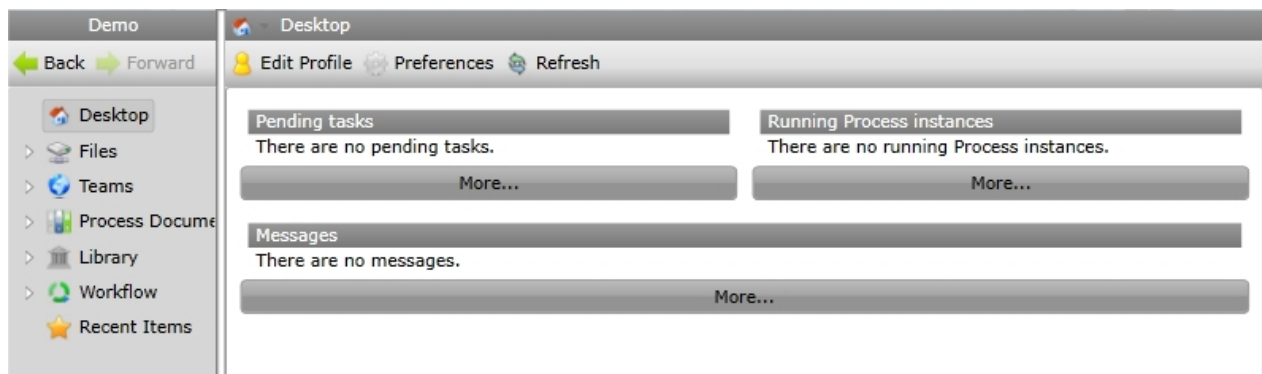 Demo
Desktop
Back Forward
Edit Profile Preferences Refresh
Desktop
Files
Teams
Process Docume
Library
Workflow
Recent Items
Pending tasks
There are no pending tasks.
More...
Running Process instances
There are no running Process instances.
More...
Messages
There are no messages.
More...